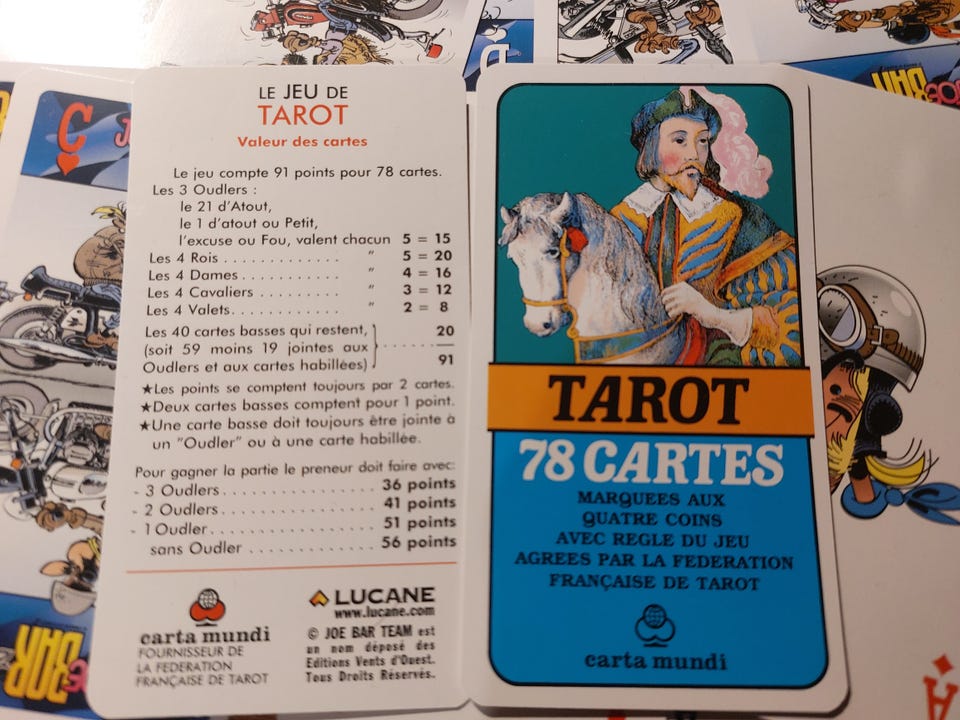 LE JEU DE
TAROT
Valeur des cartes
Le jeu compte 91 points pour 78 cartes.
Les 3 Oudlers :
le 21 d'Atout,
le 1 d'atout ou Petit,
l'excuse ou Fou, valent chacun 5 = 15
Les 4 Rois . . . . . . . . . . . . . " 5 = 20
Les 4 Dames . . . . . . . . . . . " 4 = 16
Les 4 Cavaliers . . . . . . . . . " 3 = 12
Les 4 Valets. . . . . . . . . . . . " 2 = 8
Les 40 cartes basses qui restent, 20
(soit 59 moins 19 jointes aux
Oudlers et aux cartes habillées) 91
★Les points se comptent toujours par 2 cartes.
★Deux cartes basses comptent pour 1 point.
★Une carte basse doit toujours être jointe à
un "Oudler" ou à une carte habillée.
Pour gagner la partie le preneur doit faire avec:
- 3 Oudlers . . . . . . . . . . . . . . . . 36 points
- 2 Oudlers . . . . . . . . . . . . . . . . 41 points
- 1 Oudler . . . . . . . . . . . . . . . . . 51 points
sans Oudler . . . . . . . . . . . . . 56 points
carta mundi
FOURNISSEUR DE
LA FEDERATION
FRANÇAISE DE TAROT
LUCANE
www.lucane.com
© JOE BAR TEAM est
un nom déposé des
Editions Vents d'Ouest.
Tous Droits Réservés.
TAROT
78 CARTES
MARQUEES AUX
QUATRE COINS
AVEC REGLE DU JEU
AGREES PAR LA FEDERATION
FRANÇAISE DE TAROT
carta mundi
C
BAR
BAR